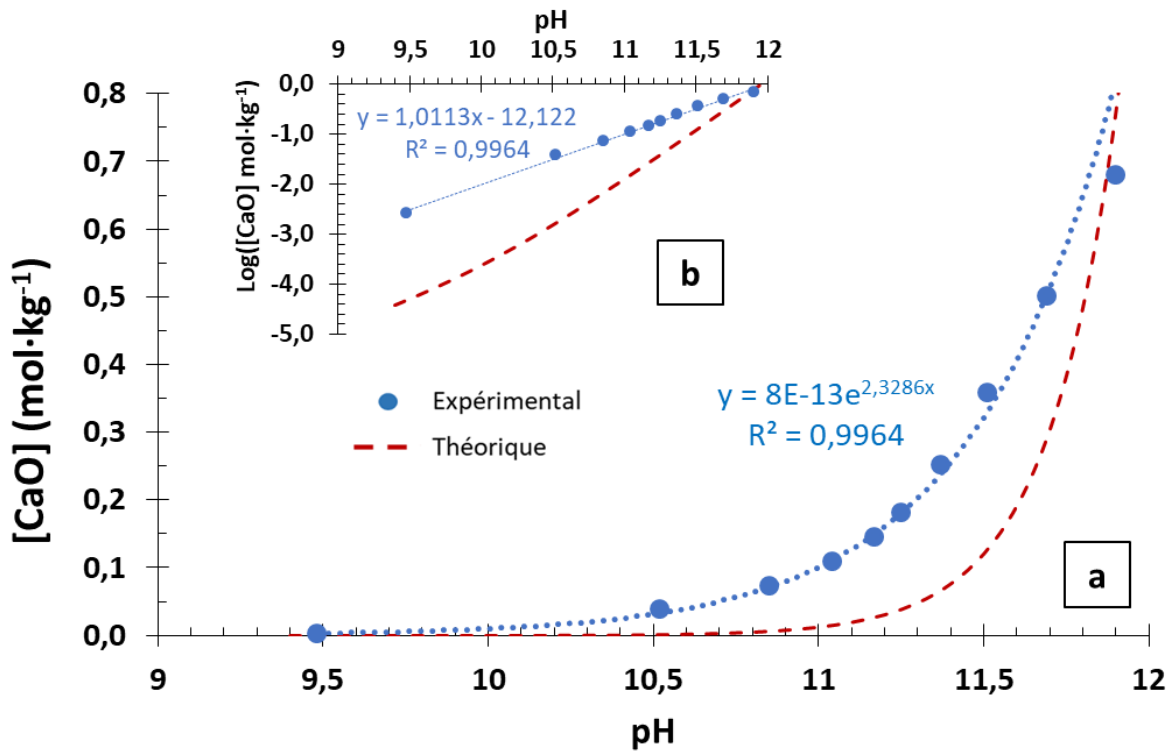 pH
9 9,5 10 10,5 11 11,5 12
0,0
-1,0
-2,0
-3,0
-4,0
-5,0
Log([CaO] mol·kg⁻¹)
y = 1,0113x - 12,122
R² = 0,9964
b
0,8
0,7
0,6
0,5
0,4
0,3
0,2
0,1
0,0
[CaO] (mol·kg⁻¹)
Expérimental
Théorique
y = 8E-13e^2,3286x
R² = 0,9964
a
9 9,5 10 10,5 11 11,5 12
pH